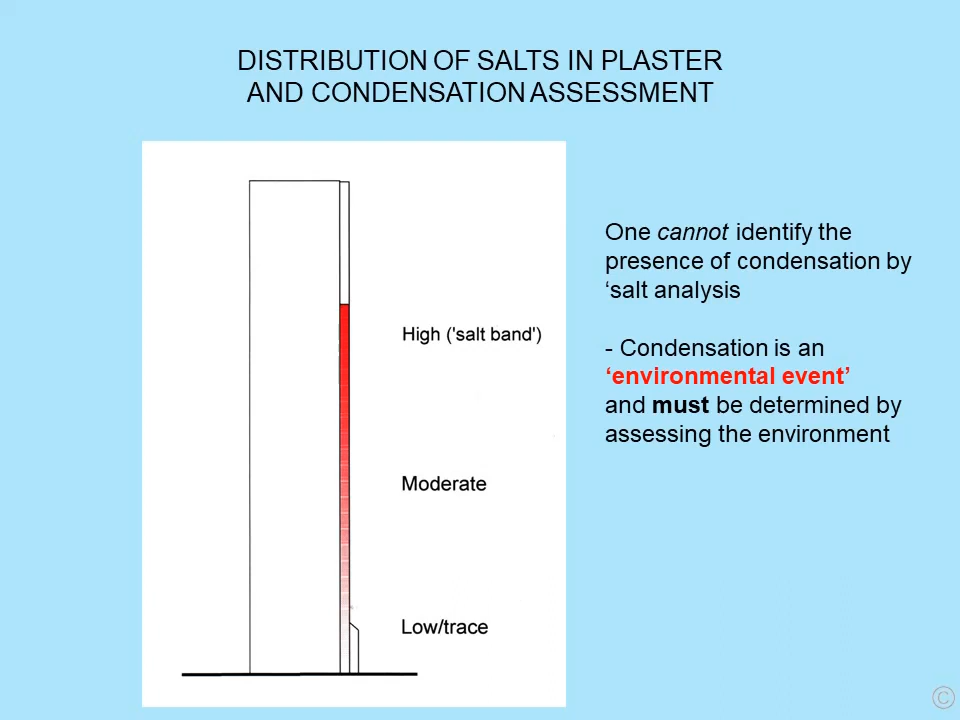 DISTRIBUTION OF SALTS IN PLASTER
AND CONDENSATION ASSESSMENT
High ('salt band')
Moderate
Low/trace
One cannot identify the
presence of condensation by
‘salt analysis
- Condensation is an
‘environmental event’
and must be determined by
assessing the environment
©